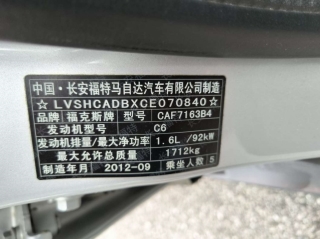 中国·长安福特马自达汽车有限公司制造
☆LVSHCADBXCE070840☆
品牌 福克斯牌 型号 CAF7163B4
发动机型号 C6
发动机排量/最大净功率 1.6L /92kW
最大允许总质量 1712kg
制造年月 2012-09 乘坐人数 5